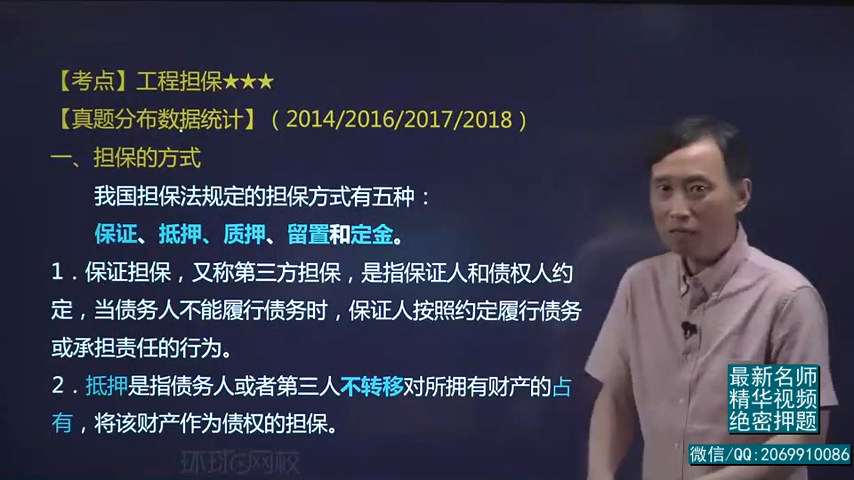 【考点】工程担保★★★
【真题分布数据统计】（2014/2016/2017/2018）
一、担保的方式
我国担保法规定的担保方式有五种：
保证、抵押、质押、留置和定金。
1．保证担保，又称第三方担保，是指保证人和债权人约
定，当债务人不能履行债务时，保证人按照约定履行债务
或承担责任的行为。
2．抵押是指债务人或者第三人不转移对所拥有财产的占
有，将该财产作为债权的担保。
环球网校
最新名师
精华视频
绝密押题
微信/QQ:2069910086